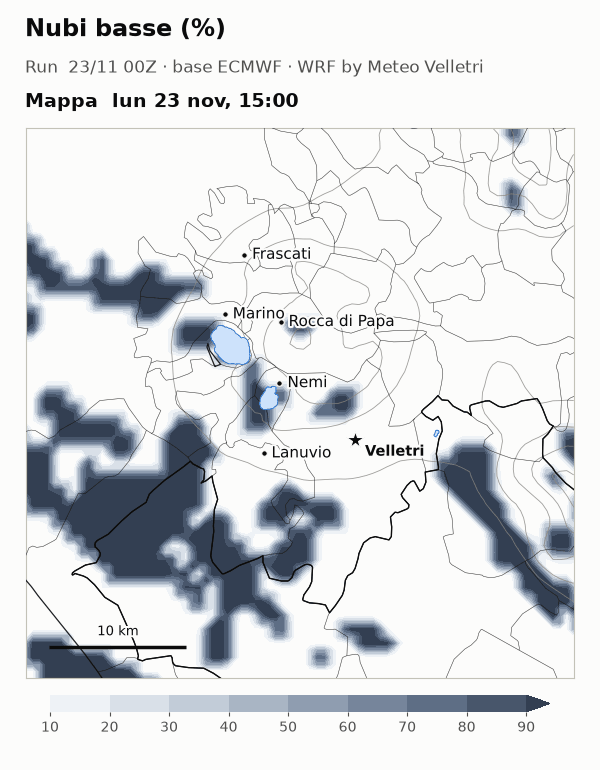 Nubi basse (%)
Run  23/11 00Z · base ECMWF · WRF by Meteo Velletri
Mappa  lun 23 nov, 15:00
Frascati
Marino
Rocca di Papa
Nemi
Velletri
Lanuvio
10 km
10 20 30 40 50 60 70 80 90